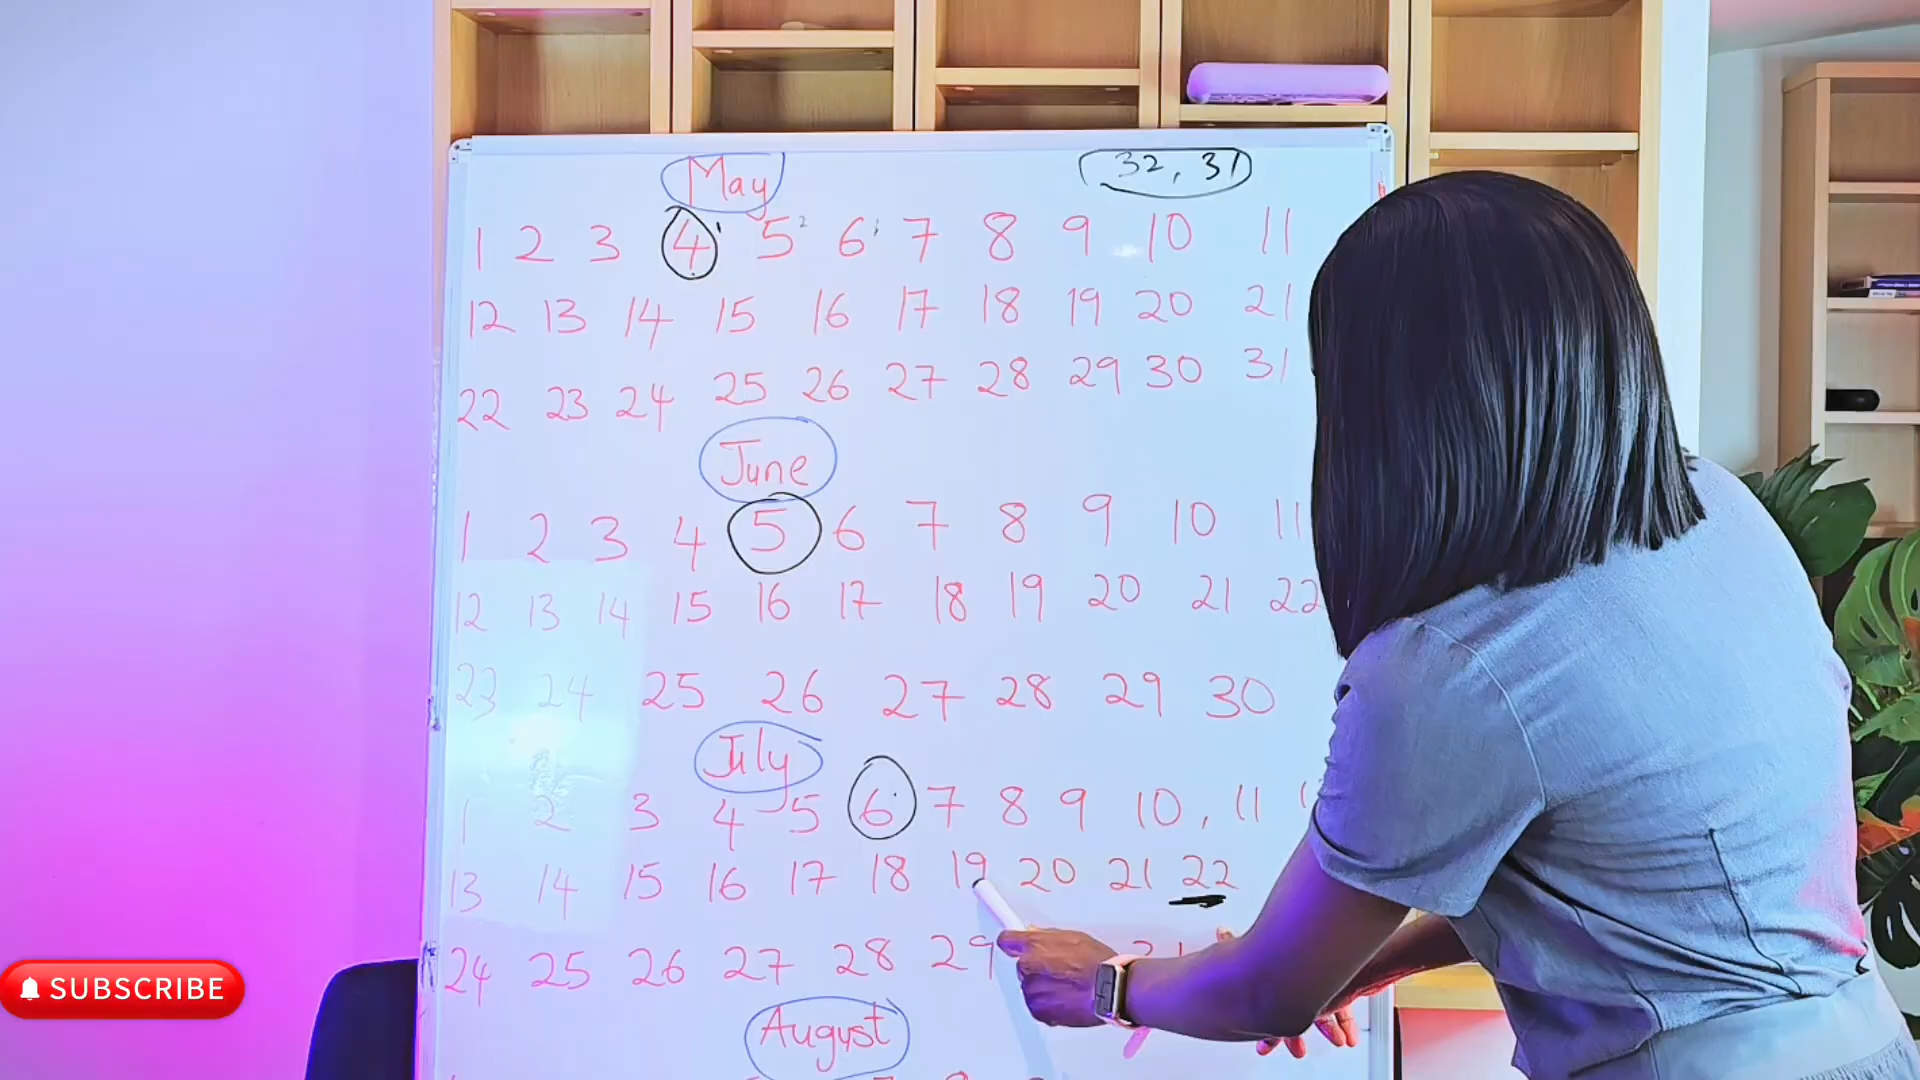 May
32, 31
1 2 3 4 1 5 2 6 3 7 8 9 10 11
12 13 14 15 16 17 18 19 20 21
22 23 24 25 26 27 28 29 30 31
June
1 2 3 4 5 6 7 8 9 10 11
12 13 14 15 16 17 18 19 20 21 22
23 24 25 26 27 28 29 30
July
1 2 3 4 5 6 7 8 9 10, 11
13 14 15 16 17 18 19 20 21 22
24 25 26 27 28 29 31
August
SUBSCRIBE